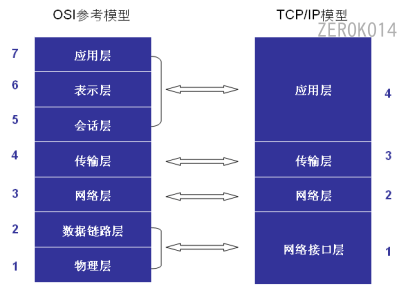 OSI参考模型 TCP/IP模型
ZEROK014
7 应用层
6 表示层 应用层 4
5 会话层
4 传输层 传输层 3
3 网络层 网络层 2
2 数据链路层
网络接口层 1
1 物理层